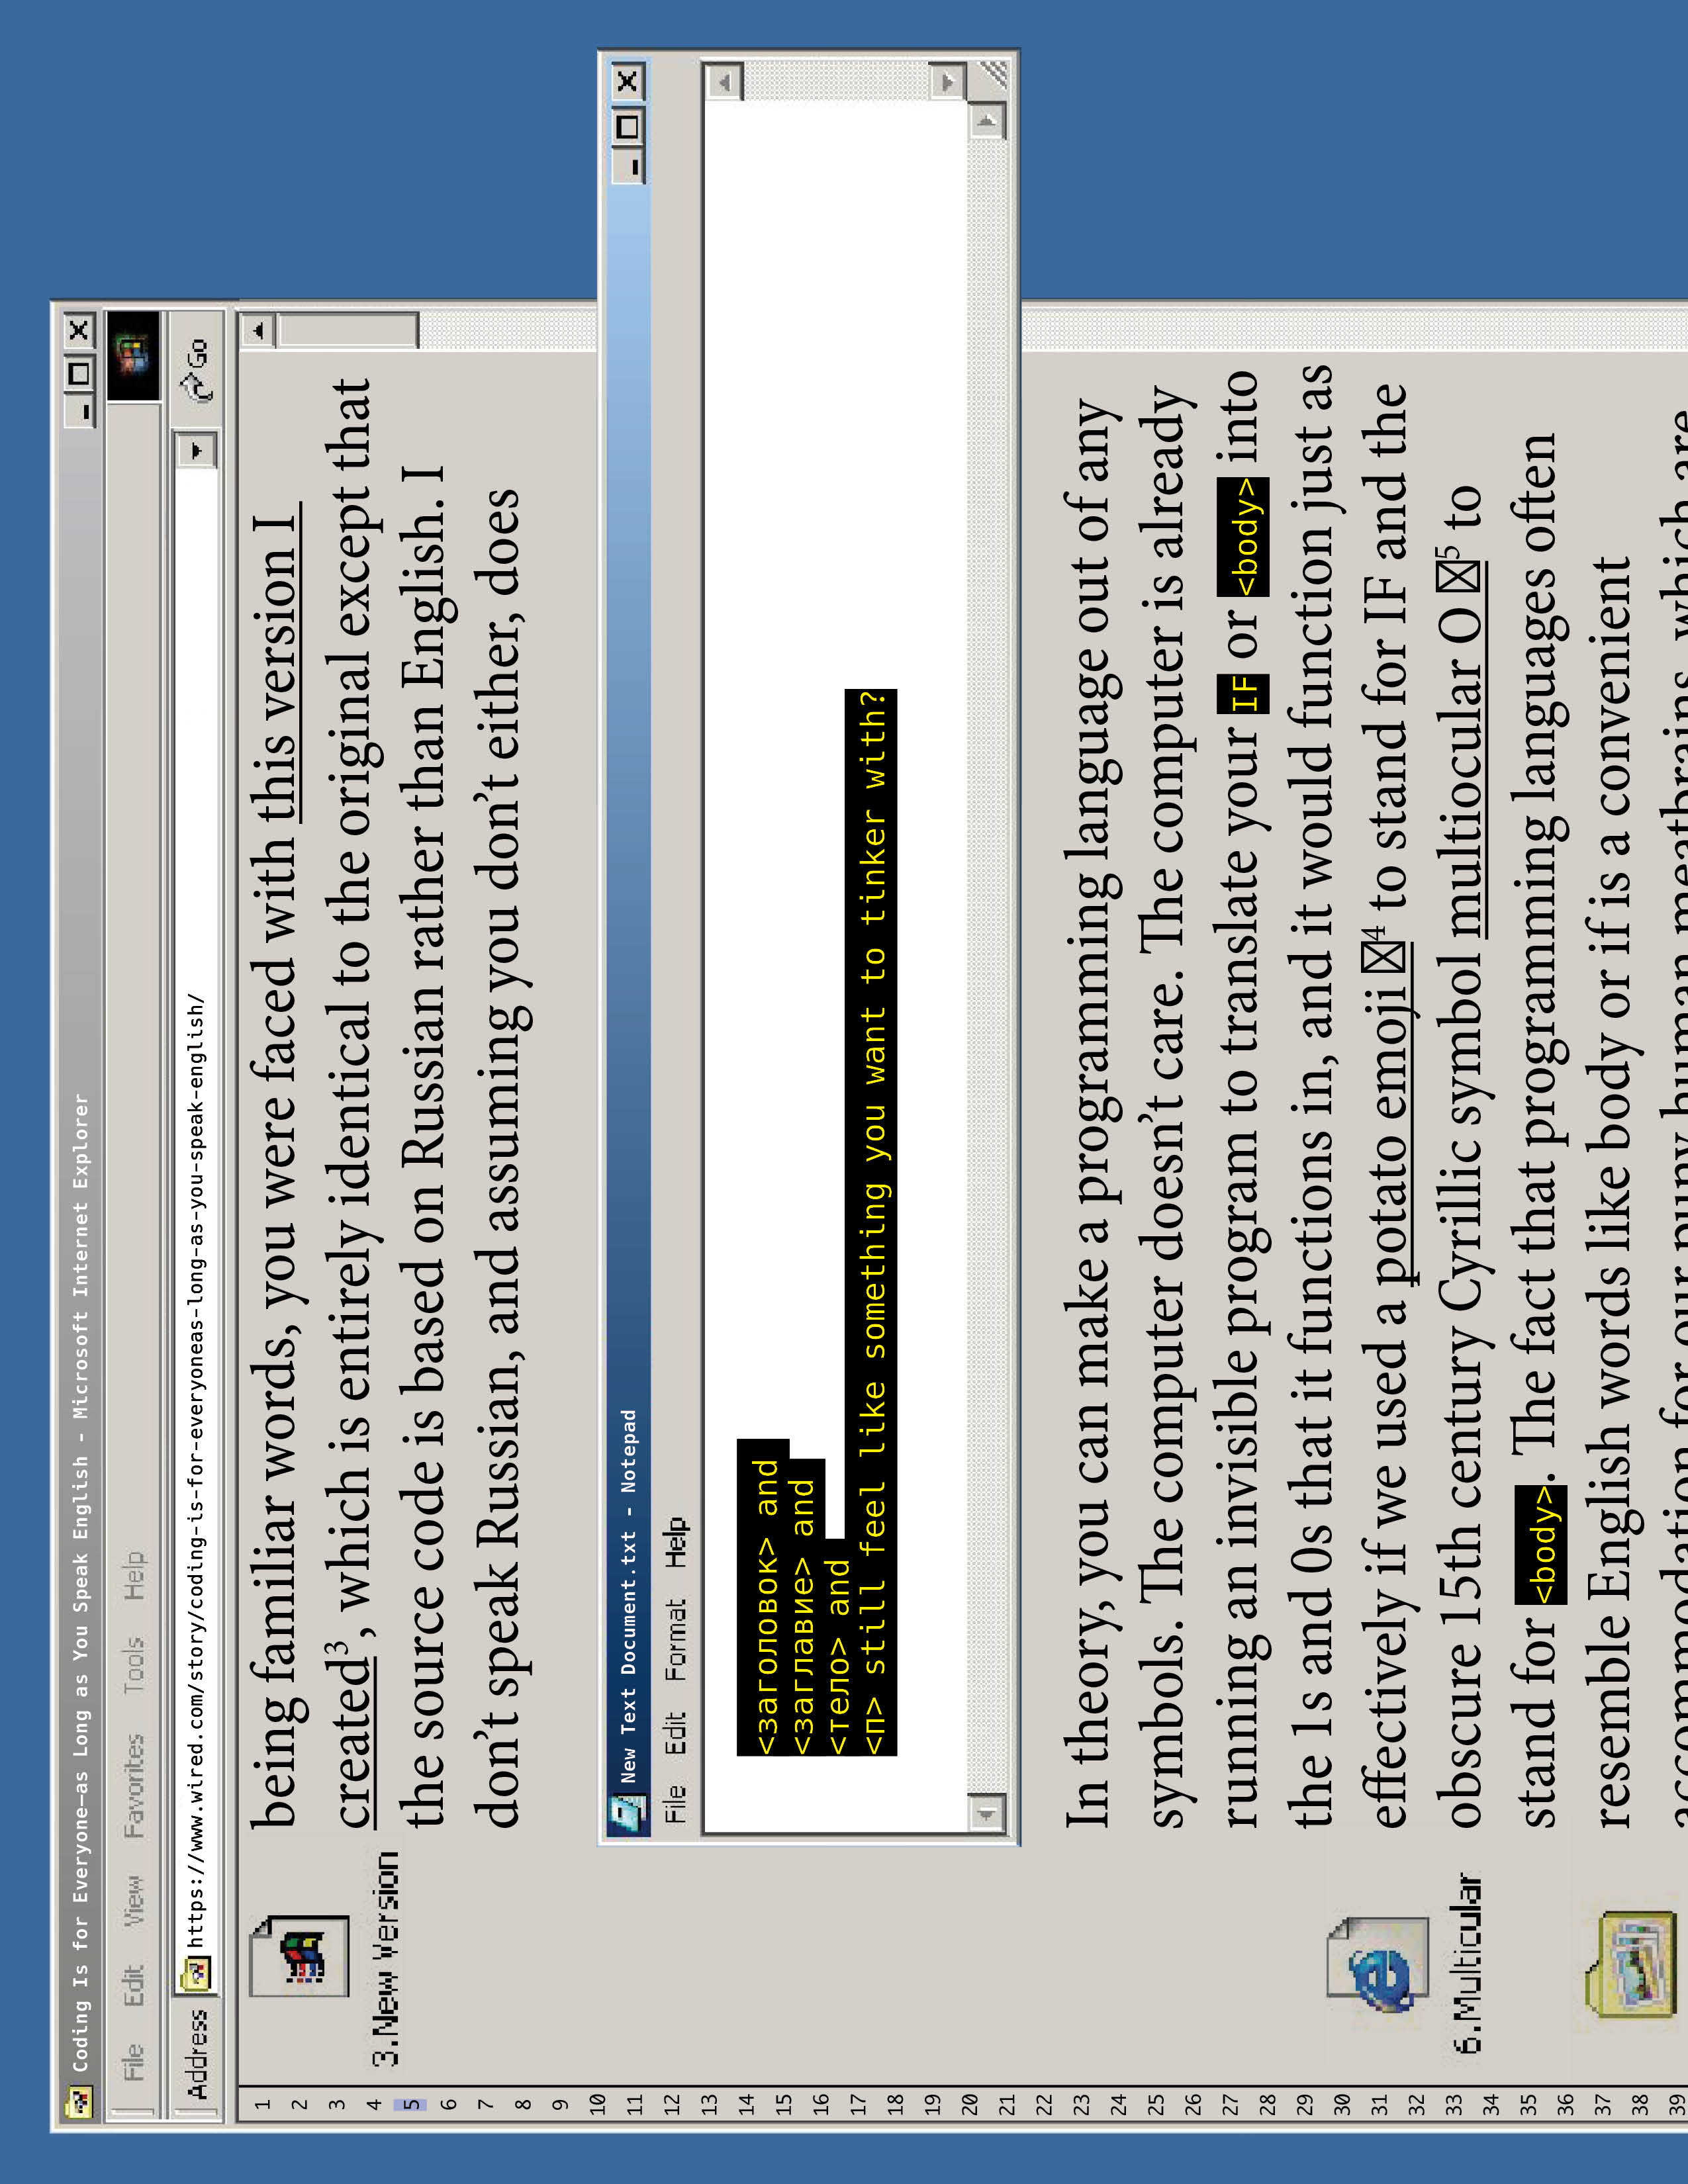 Coding Is for Everyone—as Long as You Speak English - Microsoft Internet Explorer
File Edit View Favorites Tools Help
Address https://www.wired.com/story/coding-is-for-everyoneas-long-as-you-speak-english/ Go
being familiar words, you were faced with this version I
created3, which is entirely identical to the original except that
the source code is based on Russian rather than English. I
don’t speak Russian, and assuming you don’t either, does
3.New Version
New Text Document.txt - Notepad
File Edit Format Help
<заголовок> and
<заглавие> and
<тело> and
<п> still feel like something you want to tinker with?
In theory, you can make a programming language out of any
symbols. The computer doesn’t care. The computer is already
running an invisible program to translate your IF or <body> into
the 1s and 0s that it functions in, and it would function just as
effectively if we used a potato emoji ☒4 to stand for IF and the
obscure 15th century Cyrillic symbol multiocular O ☒5 to
stand for <body>. The fact that programming languages often
resemble English words like body or if is a convenient
accomodation for our puny human meatbrains, which are
6.Multicular
1
2
3
4
5
6
7
8
9
10
11
12
13
14
15
16
17
18
19
20
21
22
23
24
25
26
27
28
29
30
31
32
33
34
35
36
37
38
39